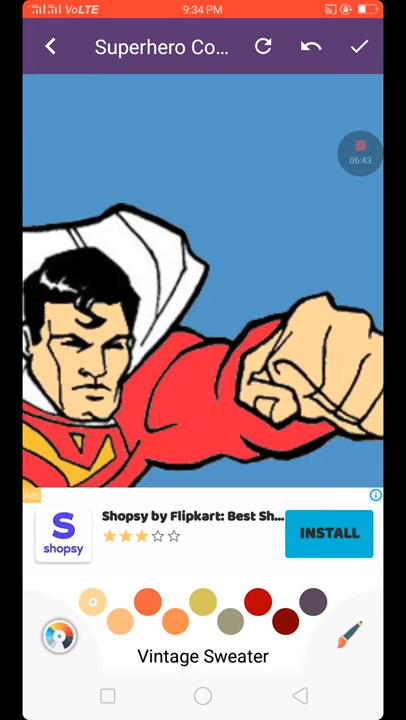 VoLTE 9:34 PM
Superhero Co...
06:43
Ads
S
shopsy
Shopsy by Flipkart: Best Sh...
INSTALL
Vintage Sweater